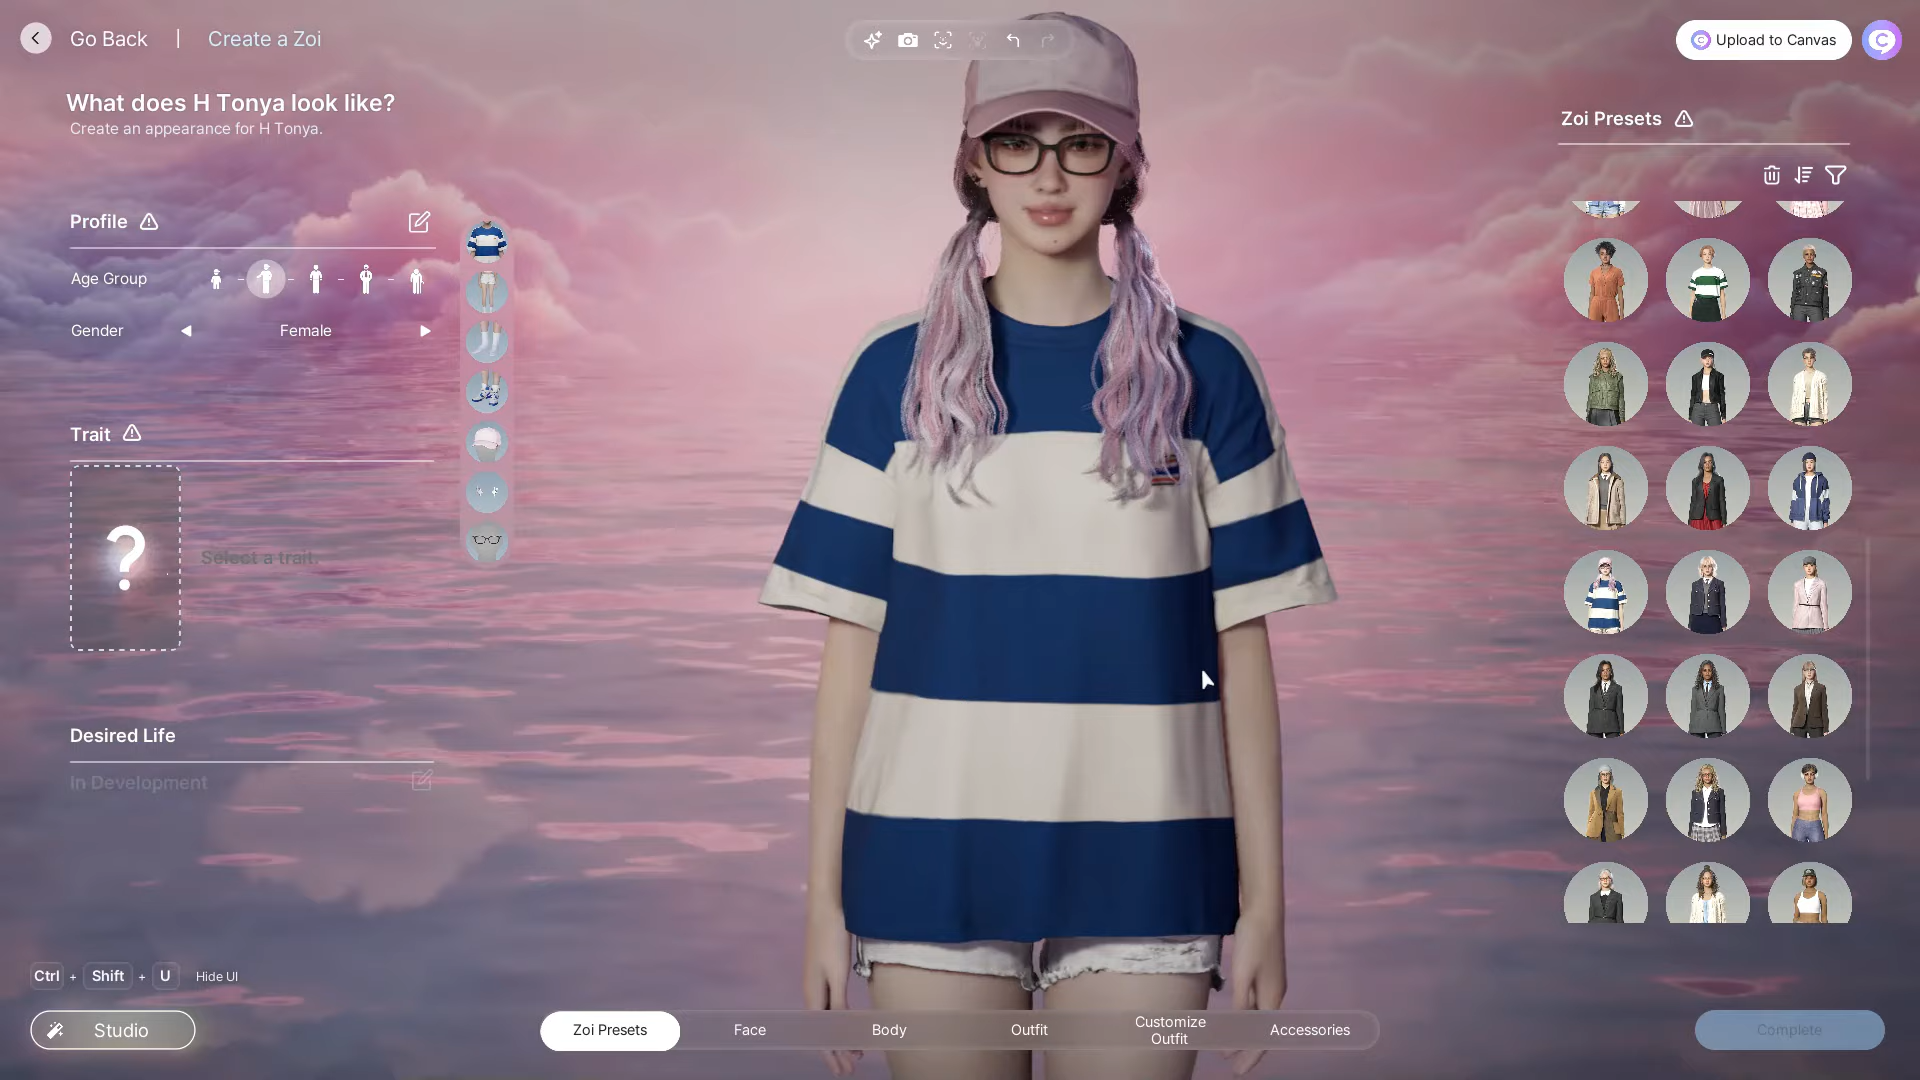 Go Back | Create a Zoi
Upload to Canvas
What does H Tonya look like?
Create an appearance for H Tonya.
Zoi Presets
Profile
Age Group
Gender
Female
Trait
?
Select a trait.
Desired Life
In Development
Ctrl + Shift + U Hide UI
Studio
Zoi Presets
Face
Body
Outfit
Customize
Outfit
Accessories
Complete